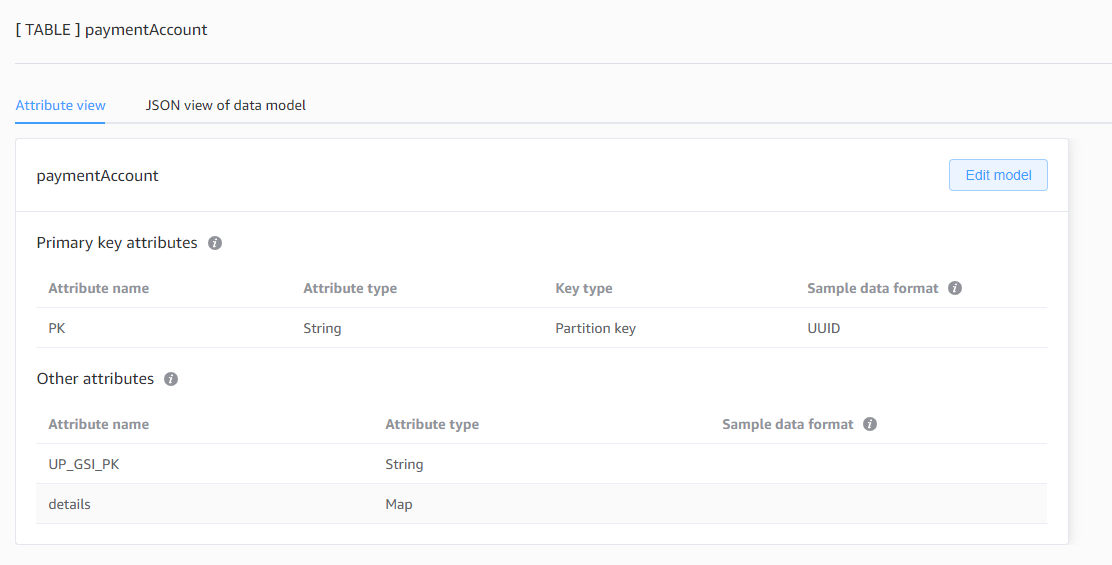 [ TABLE ] paymentAccount
Attribute view JSON view of data model
paymentAccount Edit model
Primary key attributes
Attribute name Attribute type Key type Sample data format
PK String Partition key UUID
Other attributes
Attribute name Attribute type Sample data format
UP_GSI_PK String
details Map